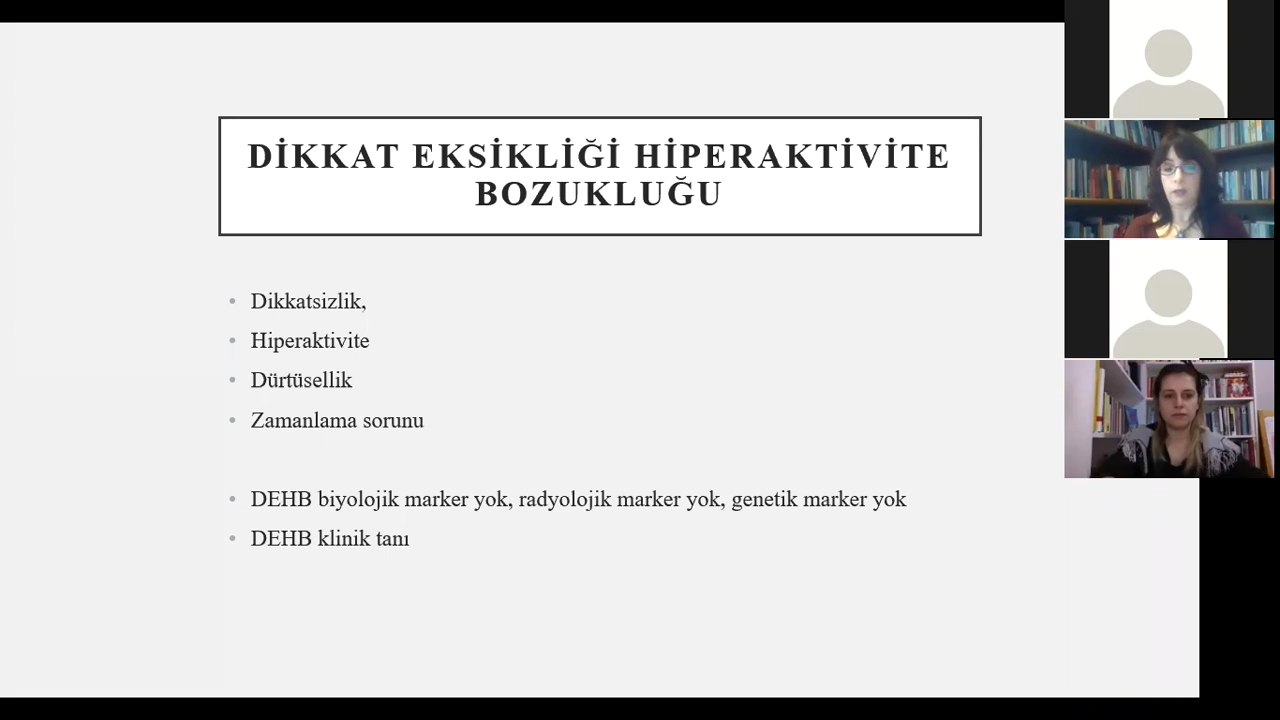 DİKKAT EKSİKLİĞİ HİPERAKTİVİTE
BOZUKLUĞU
• Dikkatsizlik,
• Hiperaktivite
• Dürtüsellik
• Zamanlama sorunu
• DEHB biyolojik marker yok, radyolojik marker yok, genetik marker yok
• DEHB klinik tanı